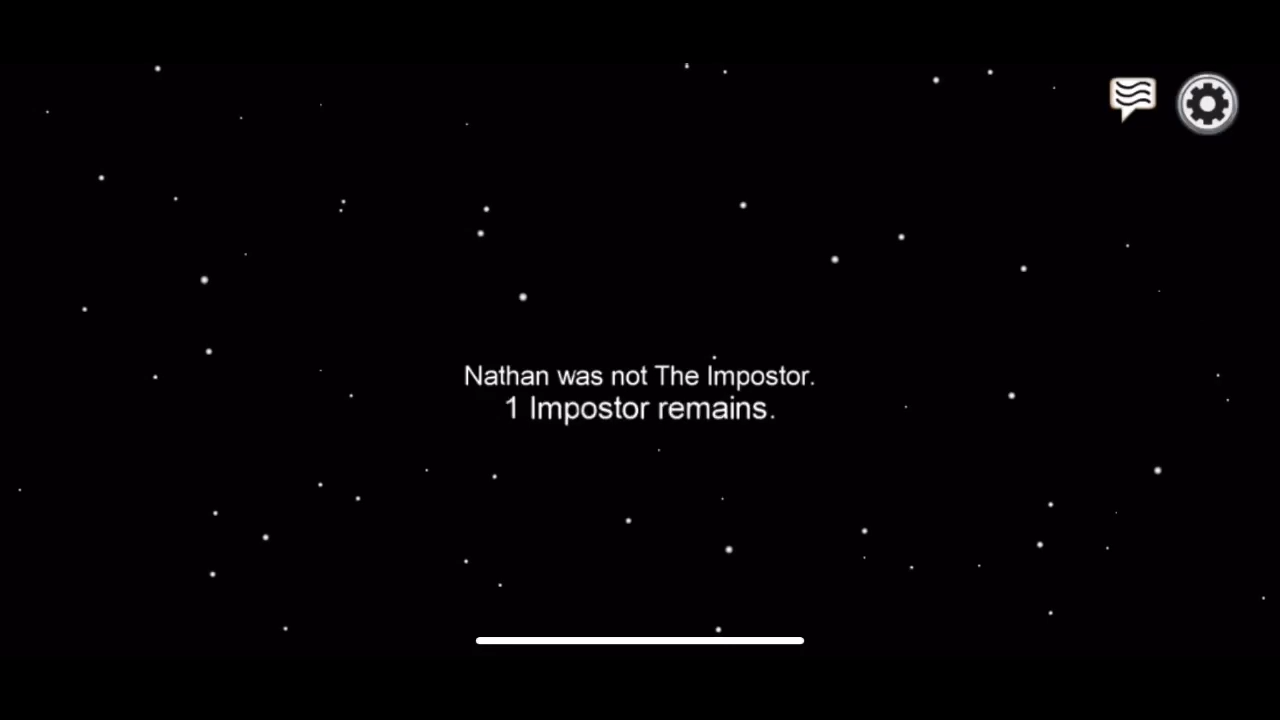 Nathan was not The Impostor.
1 Impostor remains.